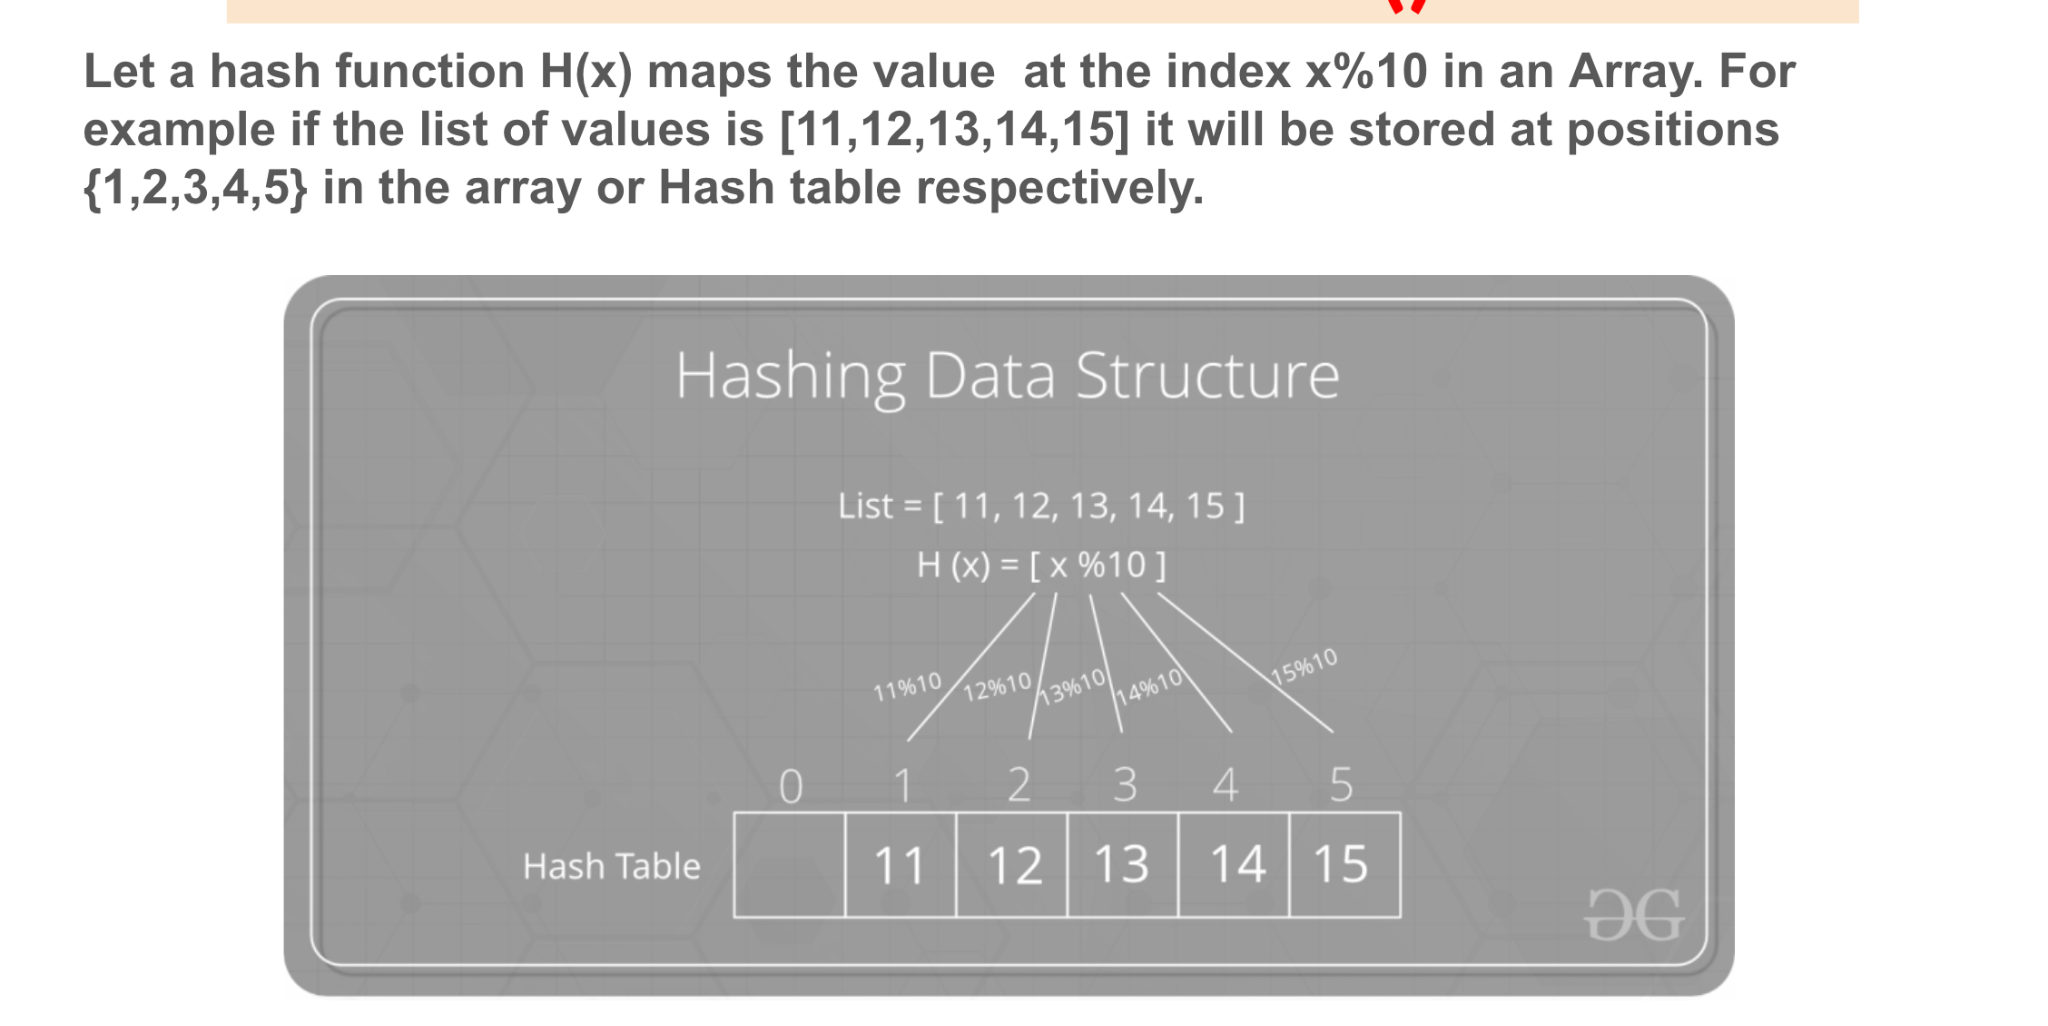 Let a hash function H(x) maps the value  at the index x%10 in an Array. For
example if the list of values is [11,12,13,14,15] it will be stored at positions
{1,2,3,4,5} in the array or Hash table respectively.
Hashing Data Structure
List = [ 11, 12, 13, 14, 15 ]
H (x) = [ x %10 ]
11%10 12%10 13%10 14%10 15%10
0 1 2 3 4 5
Hash Table 11 12 13 14 15